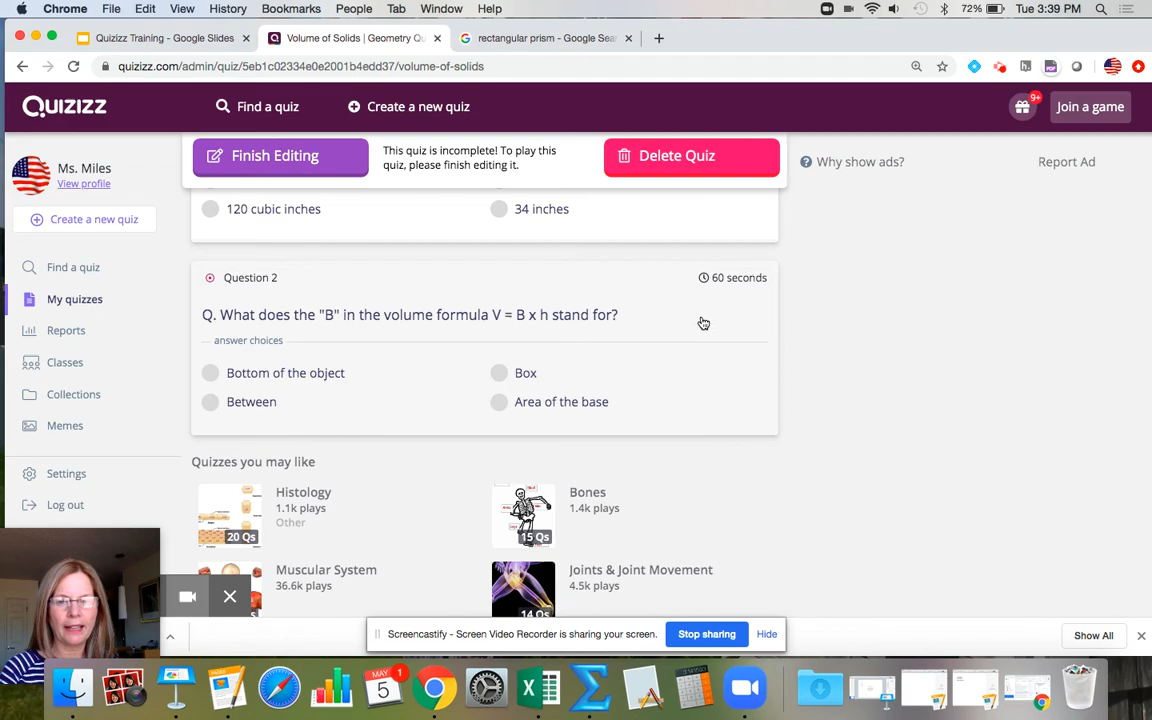 Chrome File Edit View History Bookmarks People Tab Window Help 72% Tue 3:39 PM
Quizizz Training - Google Slides Volume of Solids | Geometry Qu rectangular prism - Google Sear
quizizz.com/admin/quiz/5eb1c02334e0e2001b4edd37/volume-of-solids
QUIZIZZ Find a quiz Create a new quiz 9+ Join a game
Ms. Miles
View profile
Create a new quiz
Find a quiz
My quizzes
Reports
Classes
Collections
Memes
Settings
Log out
Finish Editing
This quiz is incomplete! To play this
quiz, please finish editing it.
Delete Quiz
Why show ads? Report Ad
120 cubic inches 34 inches
Question 2 60 seconds
Q. What does the "B" in the volume formula V = B x h stand for?
answer choices
Bottom of the object Box
Between Area of the base
Quizzes you may like
Histology
1.1k plays
Other
20 Qs
Bones
1.4k plays
15 Qs
Muscular System
36.6k plays
Joints & Joint Movement
4.5k plays
14 Qs
Screencastify - Screen Video Recorder is sharing your screen. Stop sharing Hide
Show All
MAY
5
1